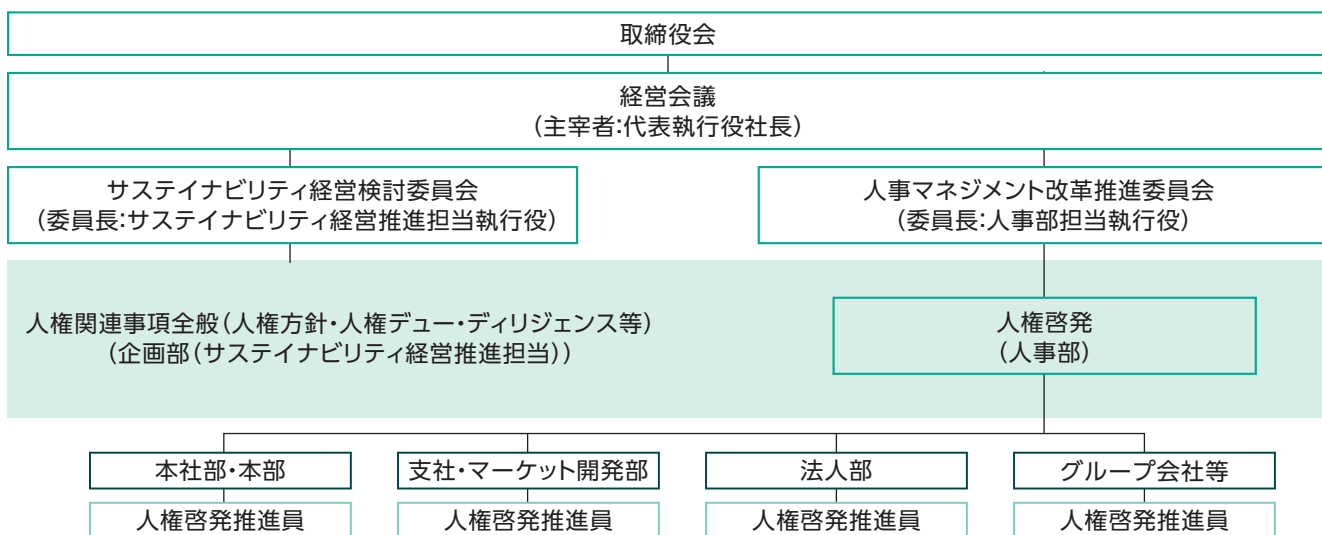 取締役会
経営会議
(主宰者:代表執行役社長)
サステイナビリティ経営検討委員会
(委員長:サステイナビリティ経営推進担当執行役)
人事マネジメント改革推進委員会
(委員長:人事部担当執行役)
人権関連事項全般(人権方針・人権デュー・ディリジェンス等)
(企画部(サステイナビリティ経営推進担当))
人権啓発
(人事部)
本社部・本部
支社・マーケット開発部
法人部
グループ会社等
人権啓発推進員
人権啓発推進員
人権啓発推進員
人権啓発推進員